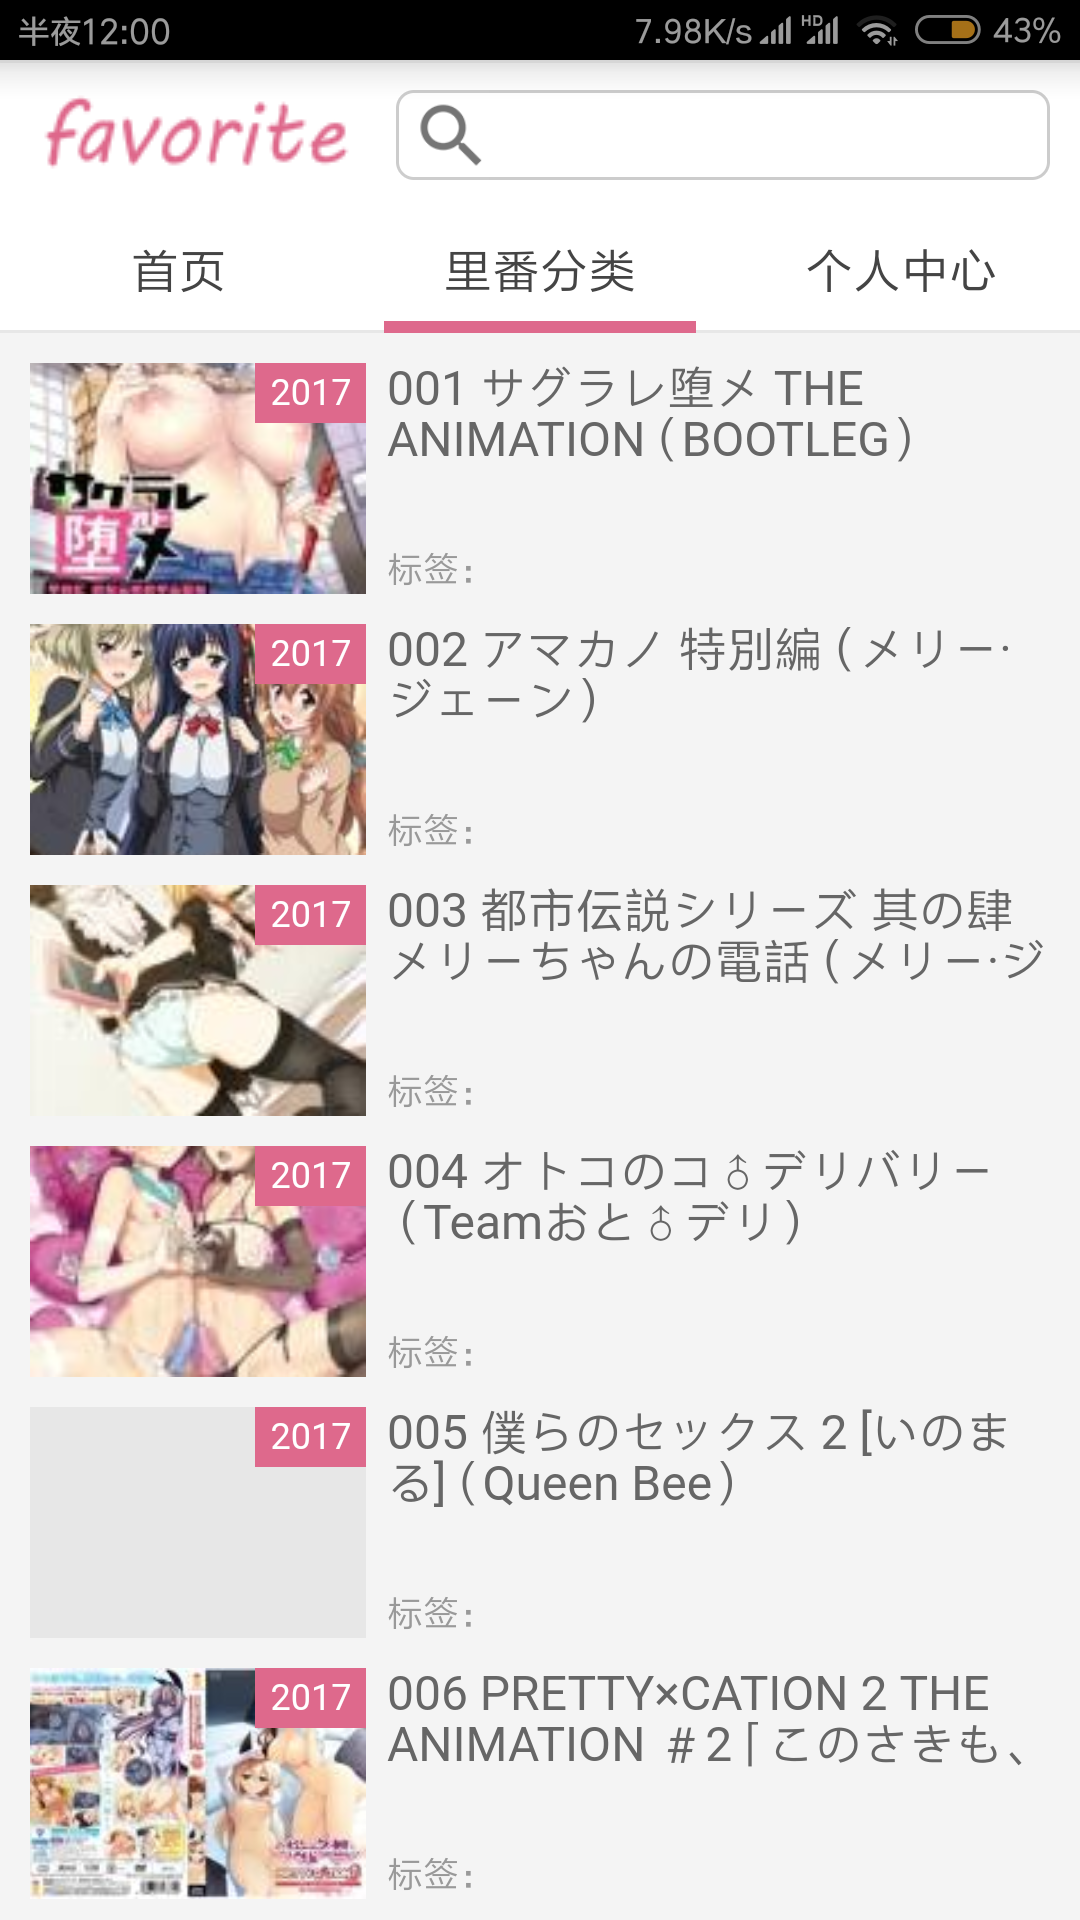 半夜12:00
7.98K/s HD 43%
favorite
首页 里番分类 个人中心
2017
サグラレ
堕メ
001 サグラレ堕メ THE
ANIMATION（BOOTLEG）
标签：
2017
002 アマカノ 特別編（メリー·
ジェーン）
标签：
2017
003 都市伝説シリーズ 其の肆
メリーちゃんの電話（メリー·ジ
标签：
2017
004 オトコのコ♂デリバリー
（Teamおと♂デリ）
标签：
2017
005 僕らのセックス 2 [いのま
る]（Queen Bee）
标签：
2017
006 PRETTY×CATION 2 THE
ANIMATION ＃2「このさきも、
标签：